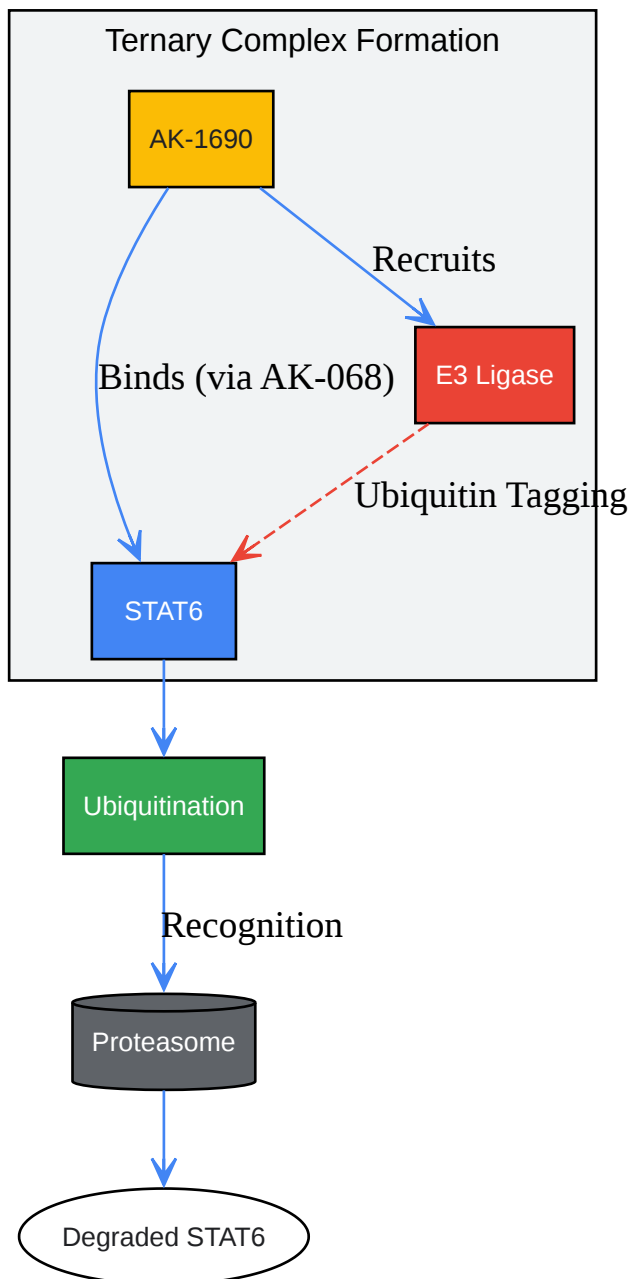 Ternary Complex Formation
AK-1690
Recruits
Binds (via AK-068)
E3 Ligase
Ubiquitin Tagging
STAT6
Ubiquitination
Recognition
Proteasome
Degraded STAT6